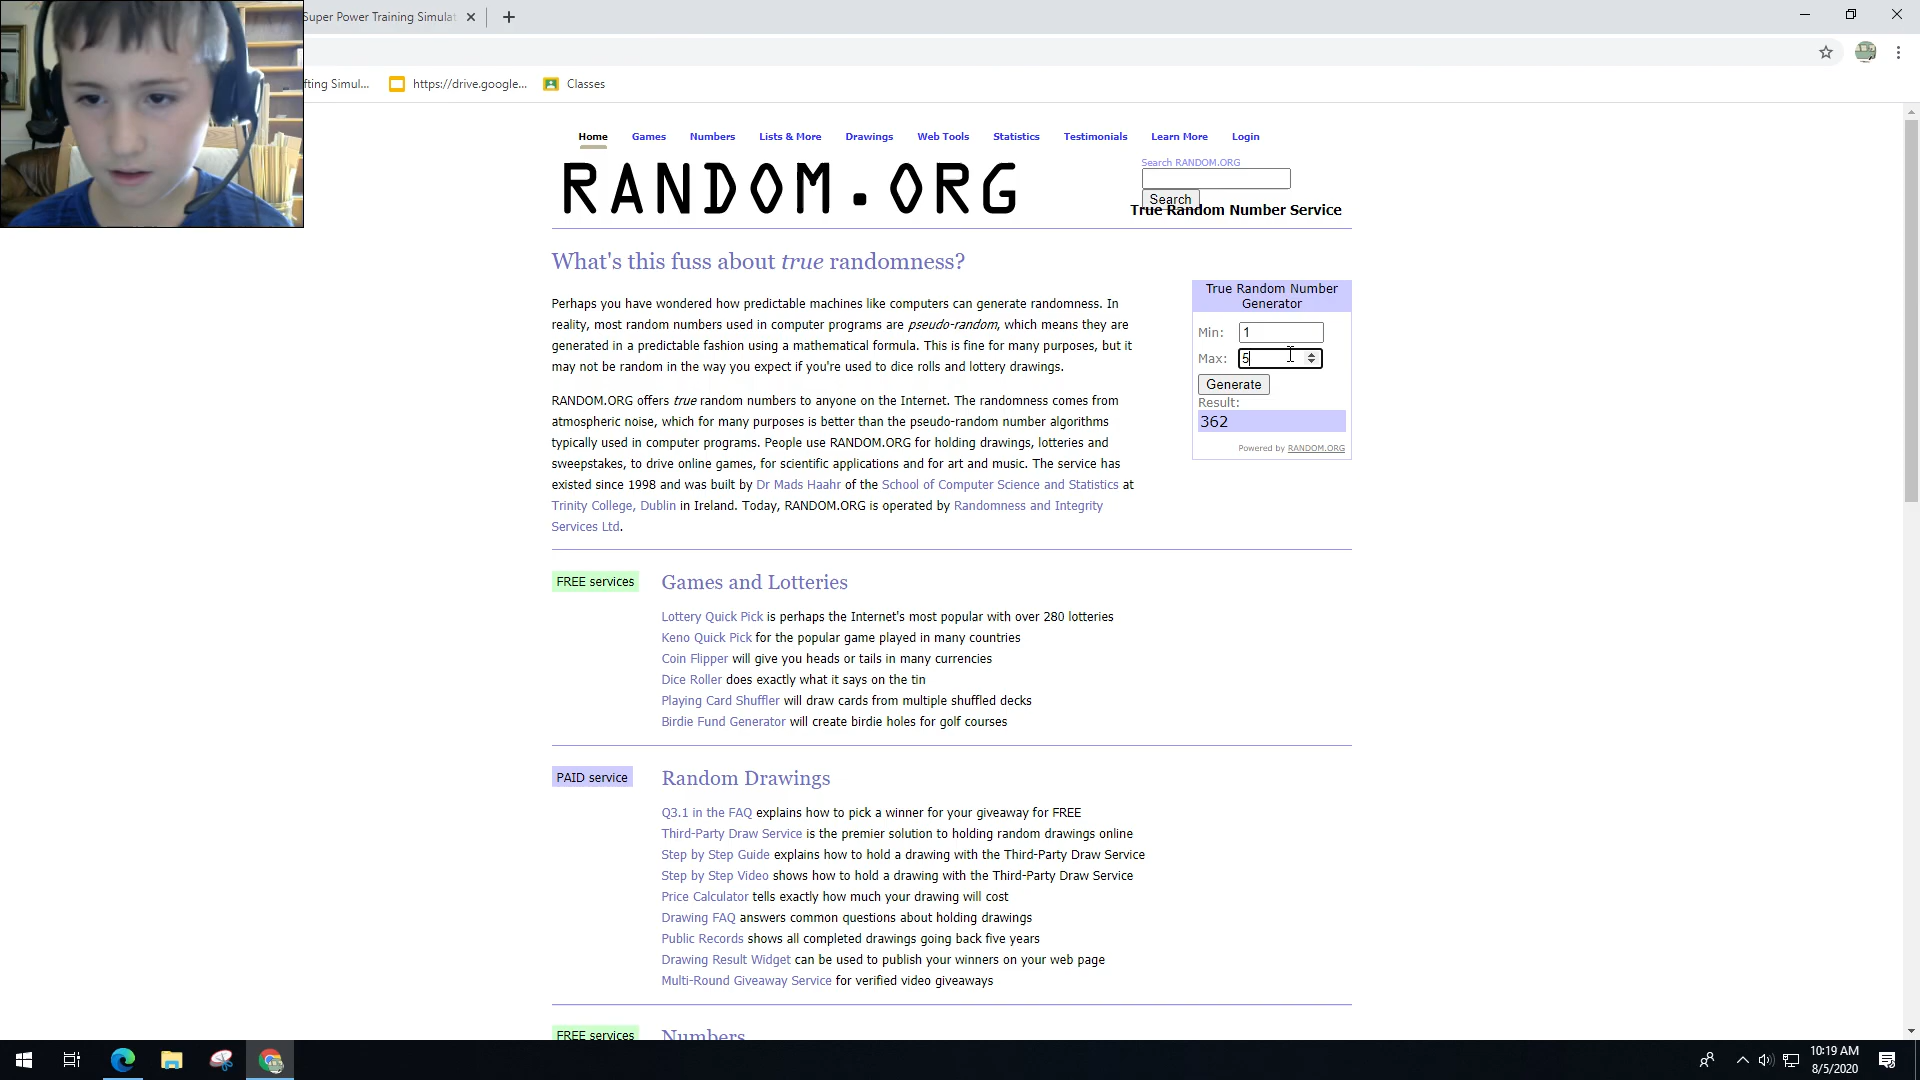 Super Power Training Simulat
fting Simul...
https://drive.google...
Classes
Home
Games
Numbers
Lists & More
Drawings
Web Tools
Statistics
Testimonials
Learn More
Login
RANDOM.ORG
Search RANDOM.ORG
Search
True Random Number Service
What's this fuss about true randomness?
Perhaps you have wondered how predictable machines like computers can generate randomness. In
reality, most random numbers used in computer programs are pseudo-random, which means they are
generated in a predictable fashion using a mathematical formula. This is fine for many purposes, but it
may not be random in the way you expect if you're used to dice rolls and lottery drawings.
RANDOM.ORG offers true random numbers to anyone on the Internet. The randomness comes from
atmospheric noise, which for many purposes is better than the pseudo-random number algorithms
typically used in computer programs. People use RANDOM.ORG for holding drawings, lotteries and
sweepstakes, to drive online games, for scientific applications and for art and music. The service has
existed since 1998 and was built by Dr Mads Haahr of the School of Computer Science and Statistics at
Trinity College, Dublin in Ireland. Today, RANDOM.ORG is operated by Randomness and Integrity
Services Ltd.
True Random Number
Generator
Min: 1
Max: 5
Generate
Result:
362
Powered by RANDOM.ORG
FREE services
Games and Lotteries
Lottery Quick Pick is perhaps the Internet's most popular with over 280 lotteries
Keno Quick Pick for the popular game played in many countries
Coin Flipper will give you heads or tails in many currencies
Dice Roller does exactly what it says on the tin
Playing Card Shuffler will draw cards from multiple shuffled decks
Birdie Fund Generator will create birdie holes for golf courses
PAID service
Random Drawings
Q3.1 in the FAQ explains how to pick a winner for your giveaway for FREE
Third-Party Draw Service is the premier solution to holding random drawings online
Step by Step Guide explains how to hold a drawing with the Third-Party Draw Service
Step by Step Video shows how to hold a drawing with the Third-Party Draw Service
Price Calculator tells exactly how much your drawing will cost
Drawing FAQ answers common questions about holding drawings
Public Records shows all completed drawings going back five years
Drawing Result Widget can be used to publish your winners on your web page
Multi-Round Giveaway Service for verified video giveaways
FREE services
Numbers
10:19 AM
8/5/2020